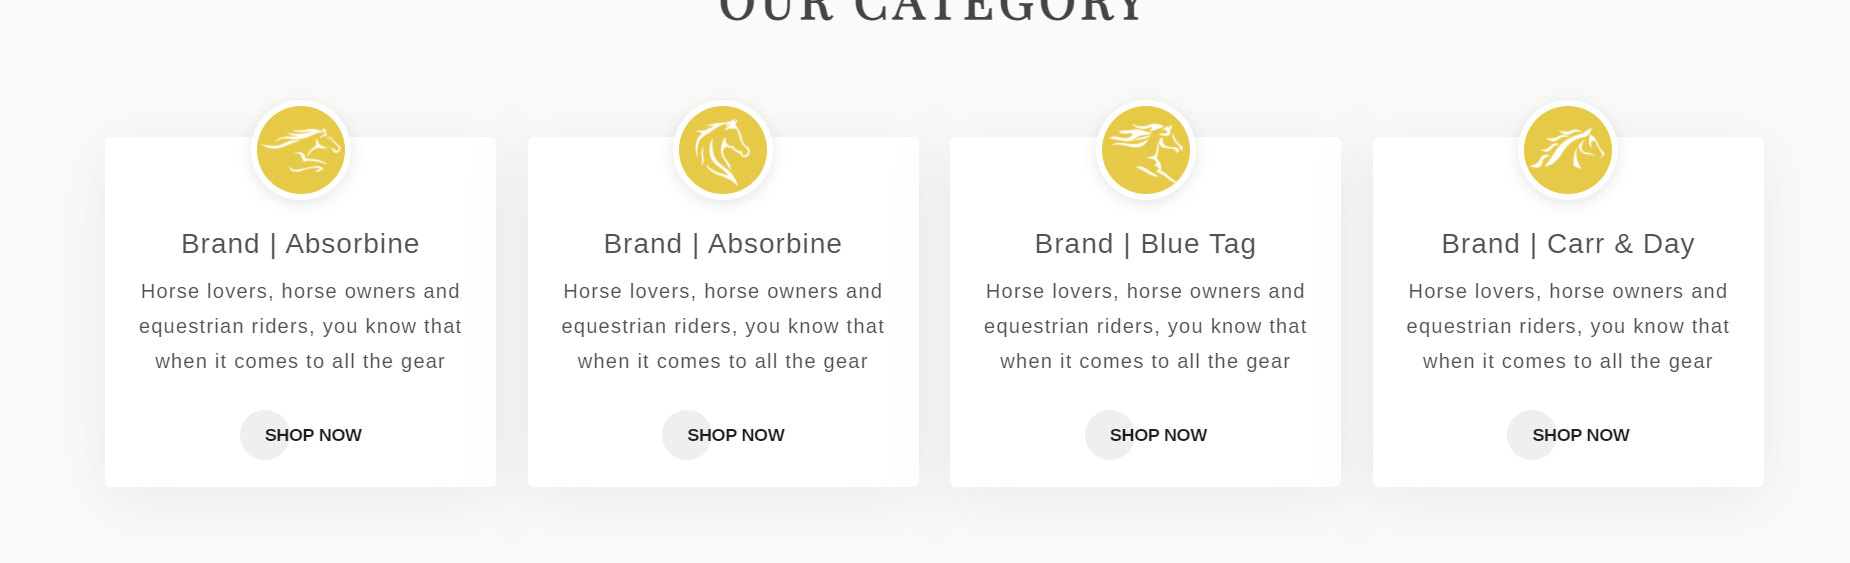 OUR CATEGORY
Brand | Absorbine
Horse lovers, horse owners and
equestrian riders, you know that
when it comes to all the gear
SHOP NOW
Brand | Absorbine
Horse lovers, horse owners and
equestrian riders, you know that
when it comes to all the gear
SHOP NOW
Brand | Blue Tag
Horse lovers, horse owners and
equestrian riders, you know that
when it comes to all the gear
SHOP NOW
Brand | Carr & Day
Horse lovers, horse owners and
equestrian riders, you know that
when it comes to all the gear
SHOP NOW